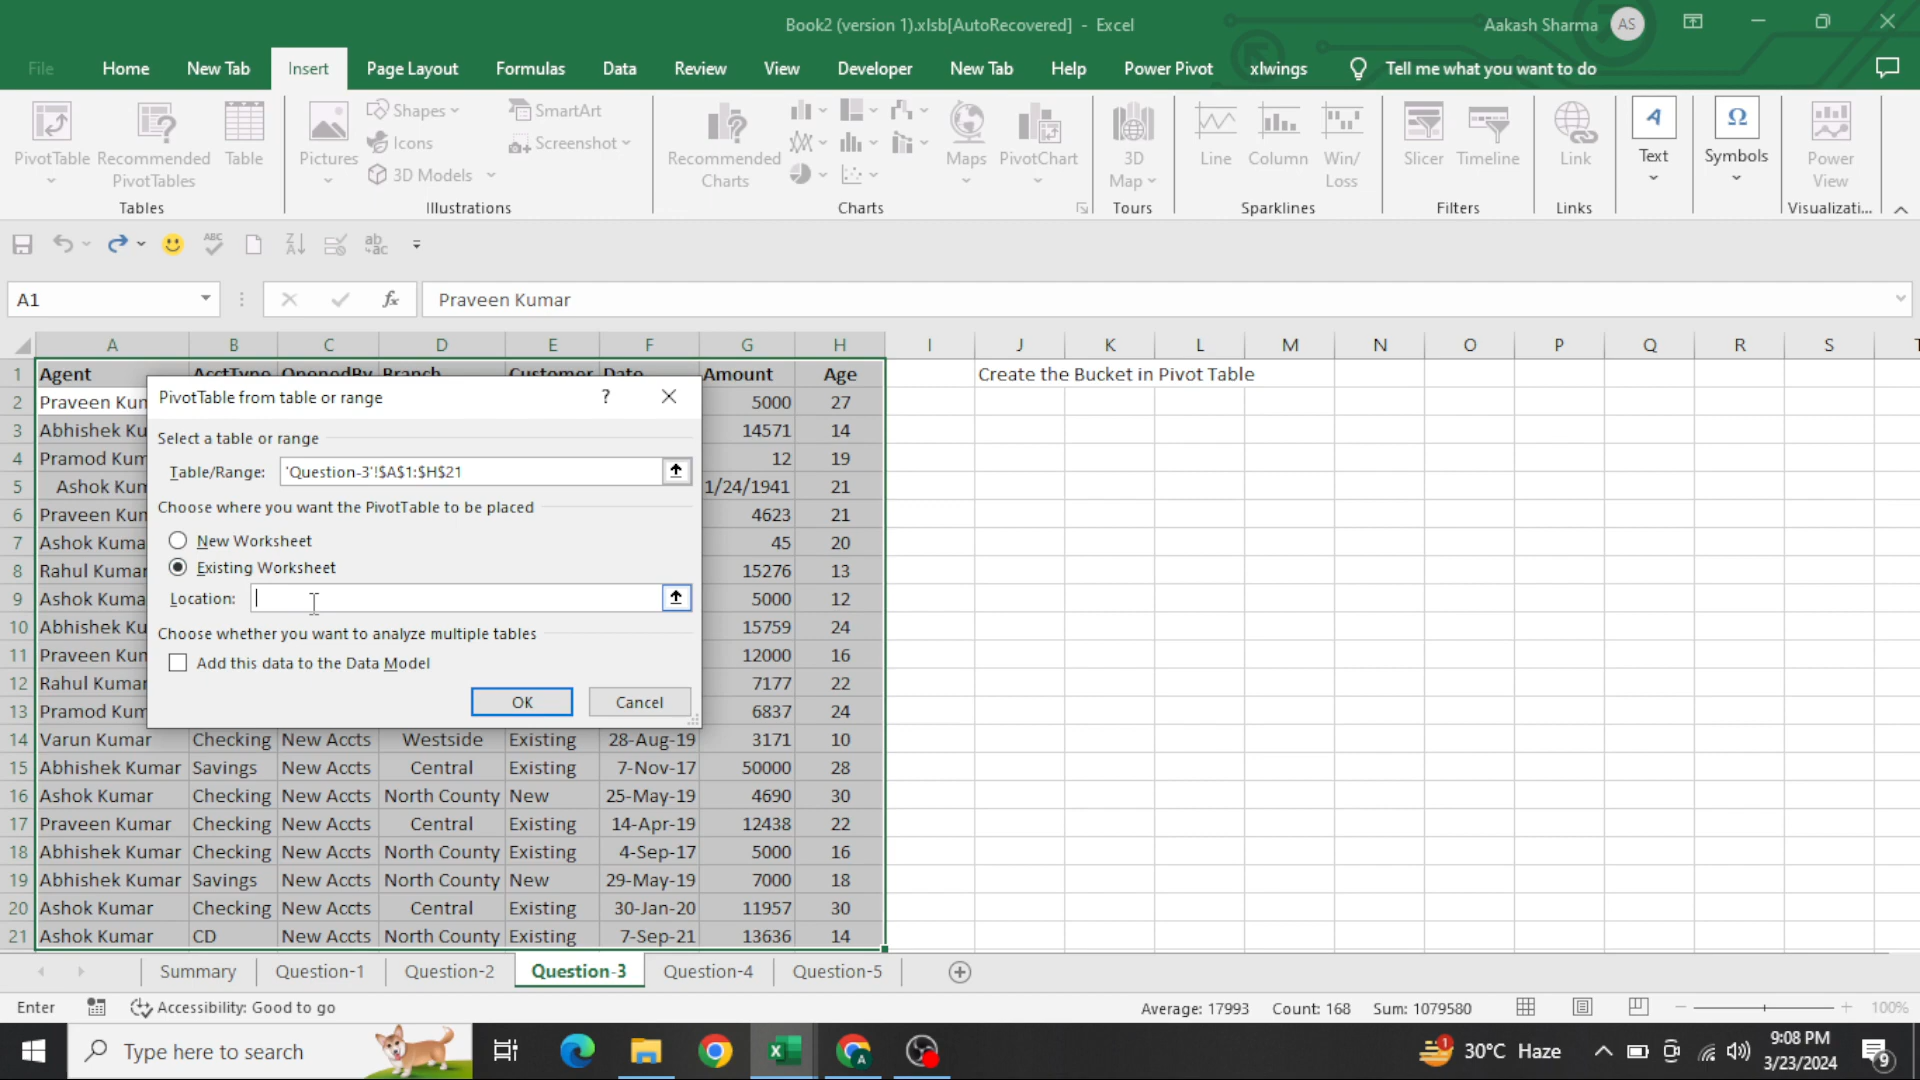 Book2 (version 1).xlsb[AutoRecovered] - Excel
Aakash Sharma AS
File Home New Tab Insert Page Layout Formulas Data Review View Developer New Tab Help Power Pivot xlwings Tell me what you want to do
PivotTable
Recommended PivotTables
Table
Tables
Pictures
Shapes
Icons
3D Models
SmartArt
Screenshot
Illustrations
Recommended Charts
Maps
PivotChart
Charts
3D Map
Tours
Line
Column
Win/ Loss
Sparklines
Slicer
Timeline
Filters
Link
Links
A
Text
Ω
Symbols
Power View
Visualizati...
ABC
Z
A
ab
ac
A1
fx
Praveen Kumar
A B C D E F G H I J K L M N O P Q R S
1 Agent AcctType OpenedBy Branch Customer Date Amount Age Create the Bucket in Pivot Table
2 Praveen Kum 5000 27
3 Abhishek Ku 14571 14
4 Pramod Kum 12 19
5 Ashok Kum 1/24/1941 21
6 Praveen Kum 4623 21
7 Ashok Kuma 45 20
8 Rahul Kumar 15276 13
9 Ashok Kuma 5000 12
10 Abhishek Ku 15759 24
11 Praveen Kum 12000 16
12 Rahul Kumar 7177 22
13 Pramod Kum 6837 24
14 Varun Kumar Checking New Accts Westside Existing 28-Aug-19 3171 10
15 Abhishek Kumar Savings New Accts Central Existing 7-Nov-17 50000 28
16 Ashok Kumar Checking New Accts North County New 25-May-19 4690 30
17 Praveen Kumar Checking New Accts Central Existing 14-Apr-19 12438 22
18 Abhishek Kumar Checking New Accts North County Existing 4-Sep-17 5000 16
19 Abhishek Kumar Savings New Accts North County New 29-May-19 7000 18
20 Ashok Kumar Checking New Accts Central Existing 30-Jan-20 11957 30
21 Ashok Kumar CD New Accts North County Existing 7-Sep-21 13636 14
PivotTable from table or range ?
Select a table or range
Table/Range: 'Question-3'!$A$1:$H$21
Choose where you want the PivotTable to be placed
New Worksheet
Existing Worksheet
Location:
Choose whether you want to analyze multiple tables
Add this data to the Data Model
OK Cancel
Summary Question-1 Question-2 Question-3 Question-4 Question-5
Enter Accessibility: Good to go Average: 17993 Count: 168 Sum: 1079580 100%
Type here to search
1
30°C Haze
9:08 PM
3/23/2024
9